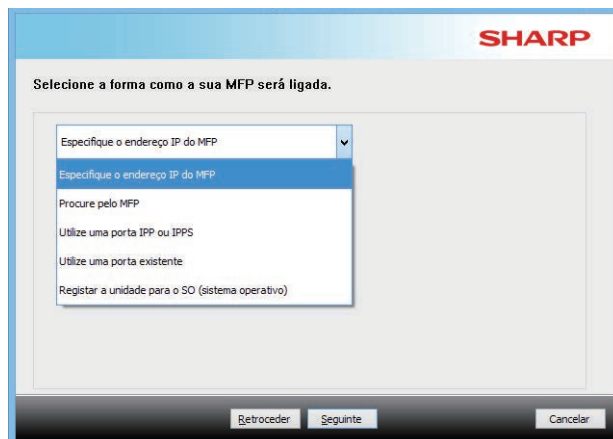 SHARP
Selecione a forma como a sua MFP será ligada.
Especifique o endereço IP do MFP
Especifique o endereço IP do MFP
Procure pelo MFP
Utilize uma porta IPP ou IPPS
Utilize uma porta existente
Registar a unidade para o SO (sistema operativo)
Retroceder Seguinte Cancelar